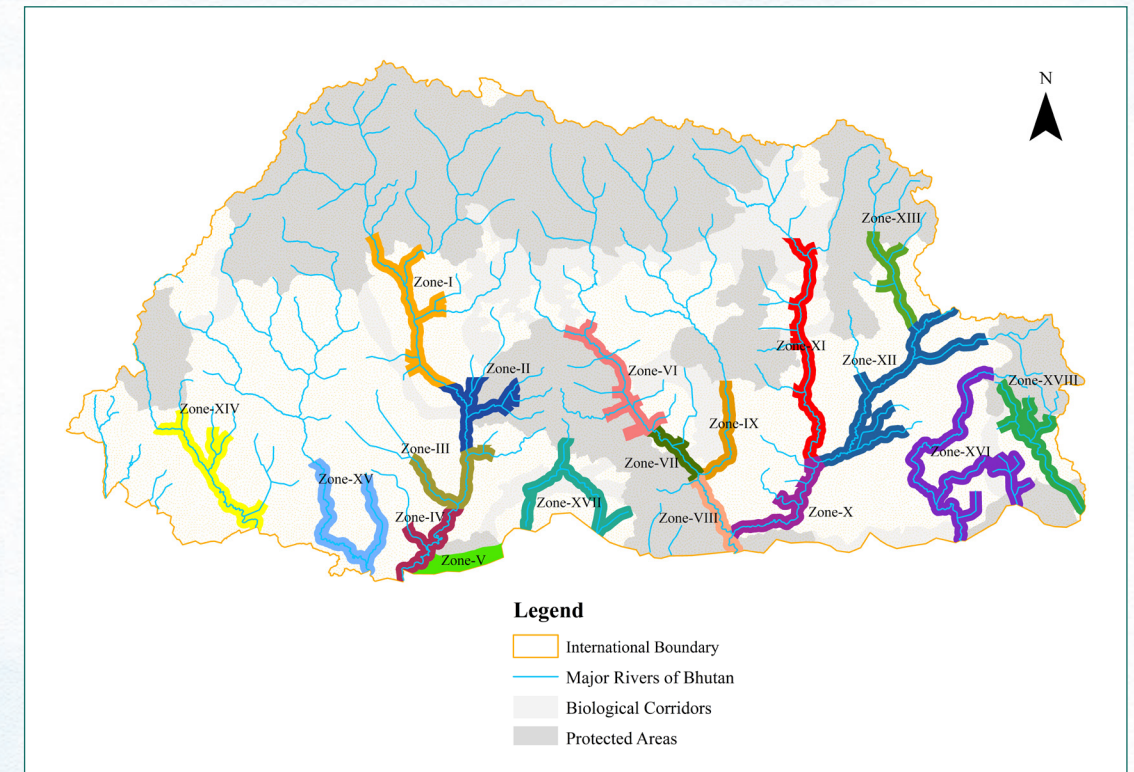 N
Zone-XIII
Zone-I
Zone-XI
Zone-XII
Zone-II
Zone-VI
Zone-XVIII
Zone-XIV
Zone-IX
Zone-III
Zone-XVI
Zone-VII
Zone-XV
Zone-XVII
Zone-X
Zone-IV
Zone-VIII
Zone-V
Legend
International Boundary
Major Rivers of Bhutan
Biological Corridors
Protected Areas